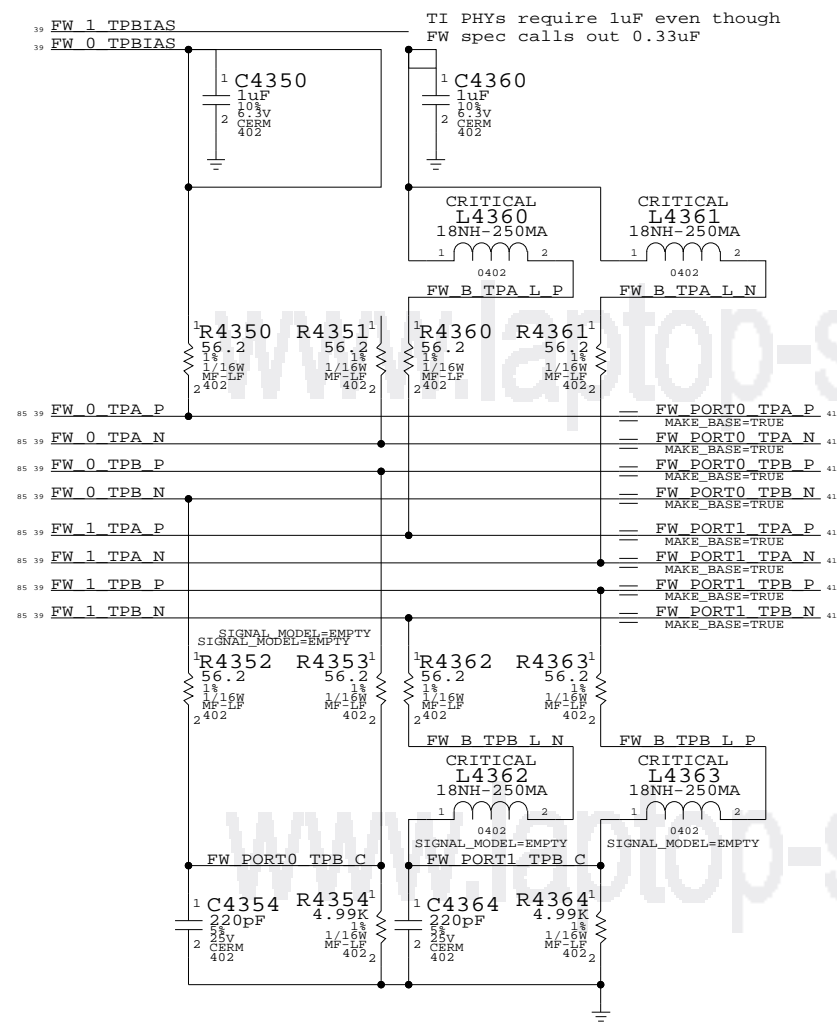 TI PHYs require 1uF even though
FW spec calls out 0.33uF
39 FW_1_TPBIAS
39 FW_0_TPBIAS
1 C4350
1uF
10%
6.3V
2 CERM
402
1 C4360
1uF
10%
6.3V
2 CERM
402
CRITICAL
L4360
18NH-250MA
1 2
0402
FW_B_TPA_L_P
CRITICAL
L4361
18NH-250MA
1 2
0402
FW_B_TPA_L_N
www.laptop-s
1 R4350
56.2
1%
1/16W
MF-LF
2 402
R4351 1
56.2
1%
1/16W
MF-LF
402 2
1 R4360
56.2
1%
1/16W
MF-LF
2 402
R4361 1
56.2
1%
1/16W
MF-LF
402 2
85 39 FW_0_TPA_P FW_PORT0_TPA_P 41
MAKE_BASE=TRUE
85 39 FW_0_TPA_N FW_PORT0_TPA_N 41
MAKE_BASE=TRUE
85 39 FW_0_TPB_P FW_PORT0_TPB_P 41
MAKE_BASE=TRUE
85 39 FW_0_TPB_N FW_PORT0_TPB_N 41
MAKE_BASE=TRUE
85 39 FW_1_TPA_P FW_PORT1_TPA_P 41
MAKE_BASE=TRUE
85 39 FW_1_TPA_N FW_PORT1_TPA_N 41
MAKE_BASE=TRUE
85 39 FW_1_TPB_P FW_PORT1_TPB_P 41
MAKE_BASE=TRUE
85 39 FW_1_TPB_N FW_PORT1_TPB_N 41
MAKE_BASE=TRUE
SIGNAL_MODEL=EMPTY
SIGNAL_MODEL=EMPTY
1 R4352
56.2
1%
1/16W
MF-LF
2 402
R4353 1
56.2
1%
1/16W
MF-LF
402 2
1 R4362
56.2
1%
1/16W
MF-LF
2 402
R4363 1
56.2
1%
1/16W
MF-LF
402 2
FW_B_TPB_L_N
CRITICAL
L4362
18NH-250MA
1 2
0402
SIGNAL_MODEL=EMPTY
FW_B_TPB_L_P
CRITICAL
L4363
18NH-250MA
1 2
0402
SIGNAL_MODEL=EMPTY
www.laptop-s
FW_PORT0_TPB_C
FW_PORT1_TPB_C
1 C4354
220pF
5%
25V
2 CERM
402
R4354 1
4.99K
1%
1/16W
MF-LF
402 2
1 C4364
220pF
5%
25V
2 CERM
402
R4364 1
4.99K
1%
1/16W
MF-LF
402 2